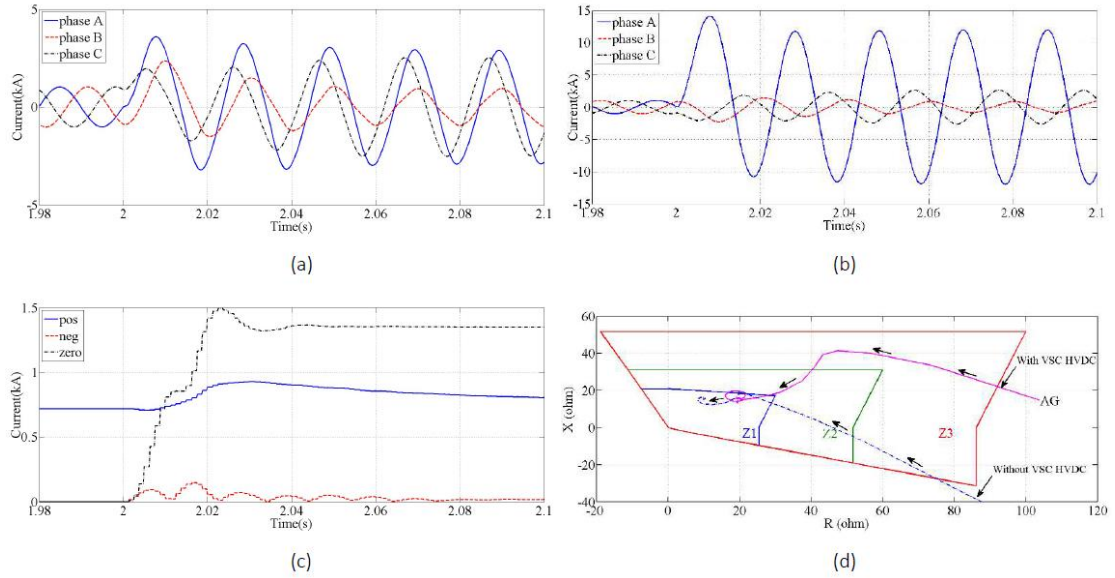 phase A
phase B
phase C
Current(kA)
5
0
-5
1.98 2 2.02 2.04 2.06 2.08 2.1
Time(s)
(a)
phase A
phase B
phase C
Current(kA)
15
10
5
0
-5
-10
-15
1.98 2 2.02 2.04 2.06 2.08 2.1
Time(s)
(b)
pos
neg
zero
Current(kA)
1.5
1
0.5
0
1.98 2 2.02 2.04 2.06 2.08 2.1
Time(s)
(c)
X (ohm)
60
40
20
0
-20
-40
With VSC HVDC
AG
Z1 Z2 Z3
Without VSC HVDC
-20 0 20 40 60 80 100 120
R (ohm)
(d)